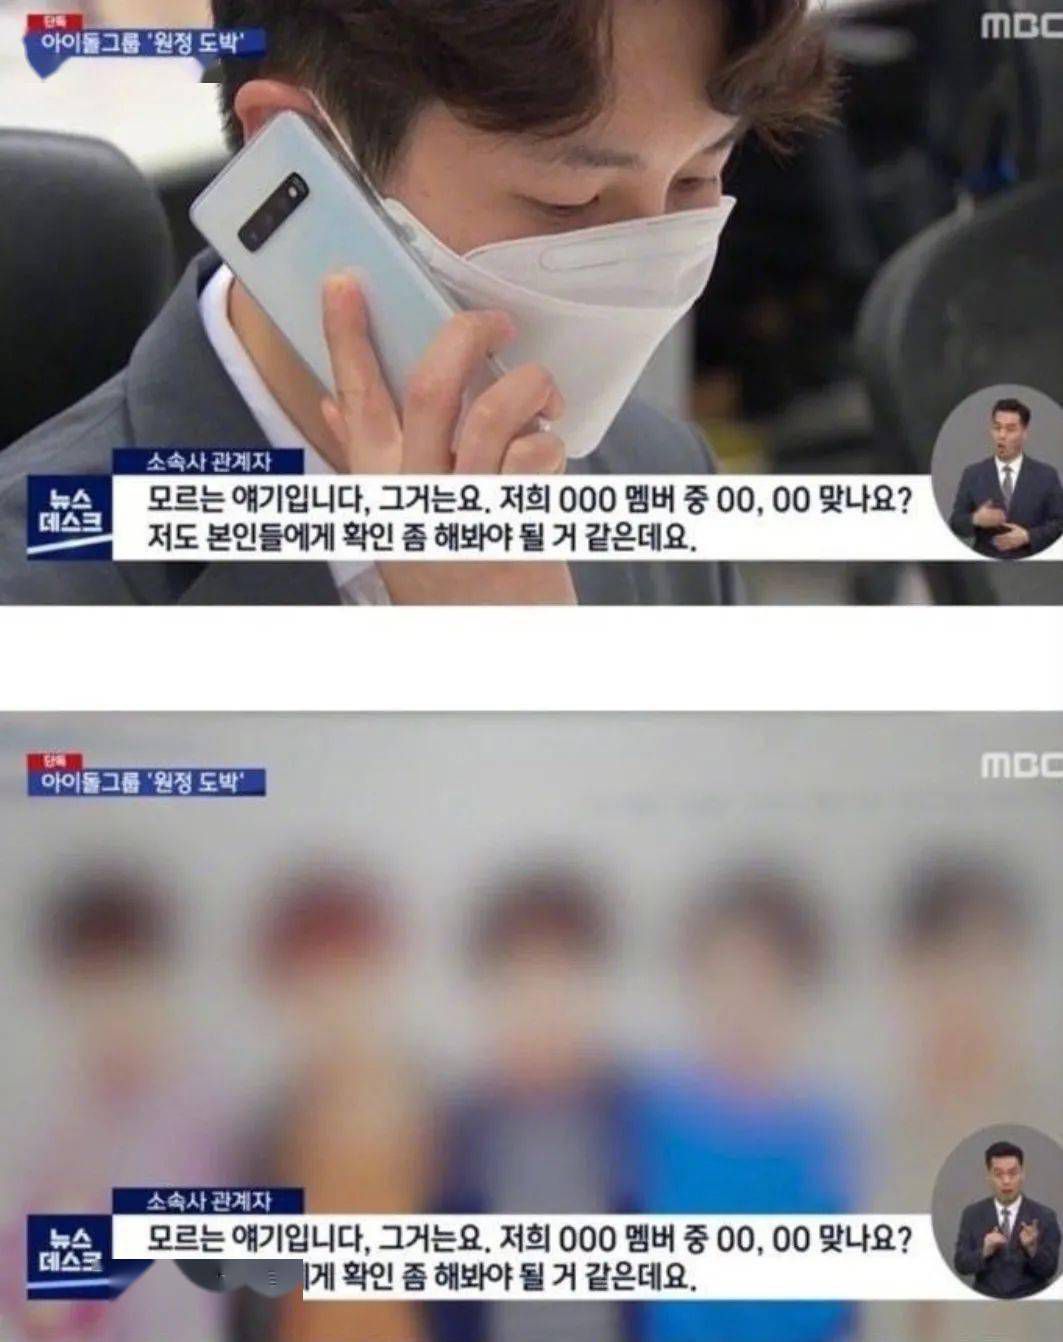 단독
아이돌그룹 '원정 도박'
MBC
소속사 관계자
뉴스
데스크
모르는 얘기입니다, 그거는요. 저희 OOO 멤버 중 OO, OO 맞나요?
저도 본인들에게 확인 좀 해봐야 될 거 같은데요.
단독
아이돌그룹 '원정 도박'
MBC
소속사 관계자
뉴스
데스크
모르는 얘기입니다, 그거는요. 저희 OOO 멤버 중 OO, OO 맞나요?
게 확인 좀 해봐야 될 거 같은데요.